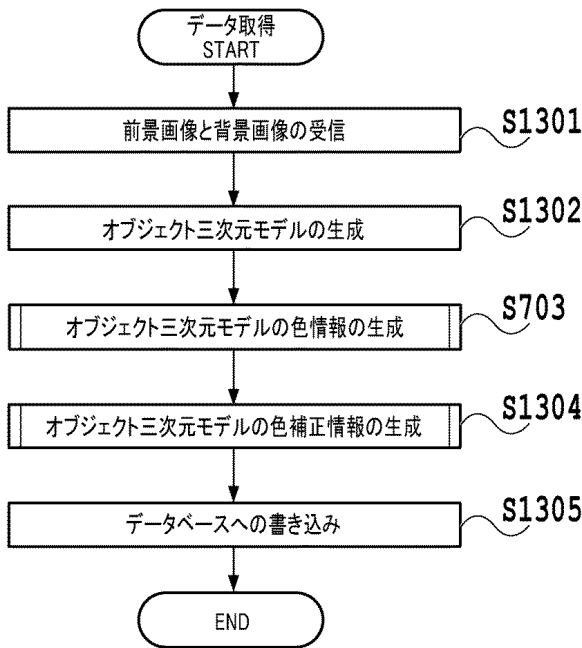 データ取得
START
前景画像と背景画像の受信
S1301
オブジェクト三次元モデルの生成
S1302
オブジェクト三次元モデルの色情報の生成
S703
オブジェクト三次元モデルの色補正情報の生成
S1304
データベースへの書き込み
S1305
END